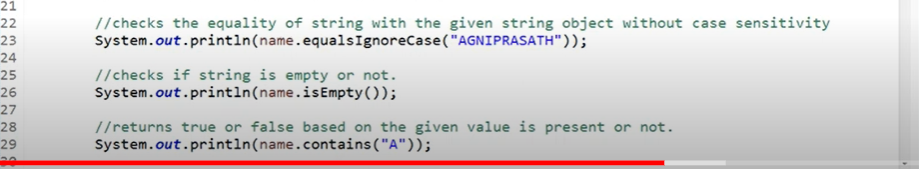 21
22 //checks the equality of string with the given string object without case sensitivity
23 System.out.println(name.equalsIgnoreCase("AGNIPRASATH"));
24
25 //checks if string is empty or not.
26 System.out.println(name.isEmpty());
27
28 //returns true or false based on the given value is present or not.
29 System.out.println(name.contains("A"));